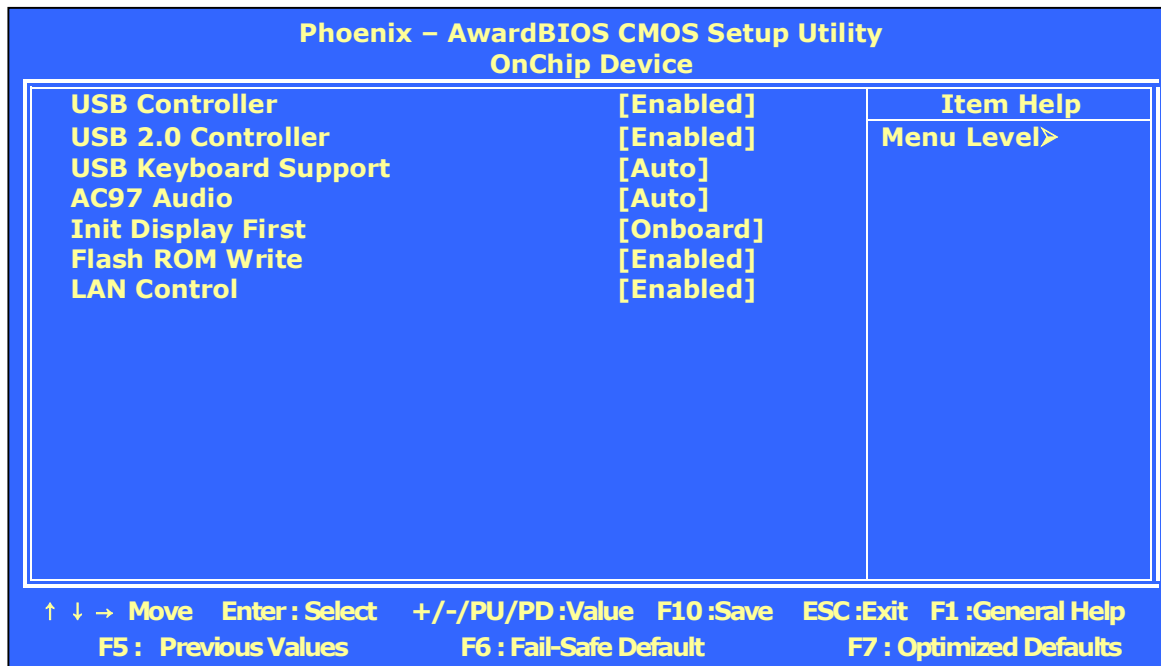 Phoenix – AwardBIOS CMOS Setup Utility
OnChip Device
USB Controller [Enabled] Item Help
USB 2.0 Controller [Enabled] Menu Level➢
USB Keyboard Support [Auto]
AC97 Audio [Auto]
Init Display First [Onboard]
Flash ROM Write [Enabled]
LAN Control [Enabled]
↑ ↓ → Move Enter : Select +/-/PU/PD :Value F10 :Save ESC :Exit F1 :General Help
F5 : Previous Values F6 : Fail-Safe Default F7 : Optimized Defaults